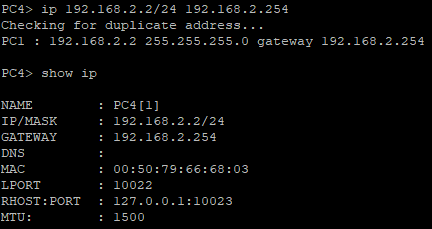 PC4> ip 192.168.2.2/24 192.168.2.254
Checking for duplicate address...
PC1 : 192.168.2.2 255.255.255.0 gateway 192.168.2.254
PC4> show ip
NAME        : PC4[1]
IP/MASK     : 192.168.2.2/24
GATEWAY     : 192.168.2.254
DNS         :
MAC         : 00:50:79:66:68:03
LPORT       : 10022
RHOST:PORT  : 127.0.0.1:10023
MTU:        : 1500